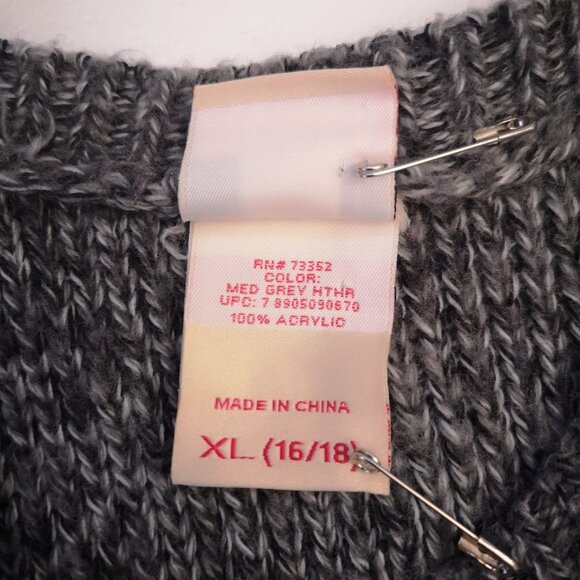 RN# 73352
COLOR:
MED GREY HTHR
UPC: 7 8905090670
100% ACRYLIC
MADE IN CHINA
XL (16/18)